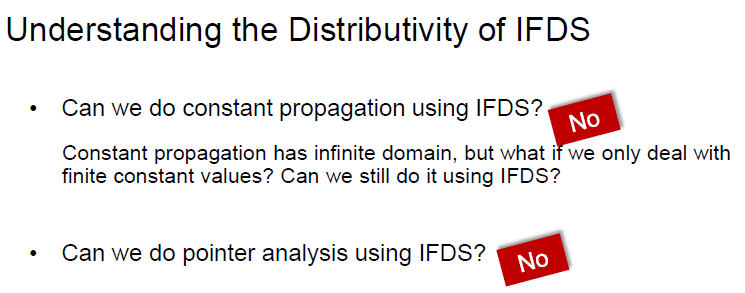 Understanding the Distributivity of IFDS
• Can we do constant propagation using IFDS? No
Constant propagation has infinite domain, but what if we only deal with
finite constant values? Can we still do it using IFDS?
• Can we do pointer analysis using IFDS? No